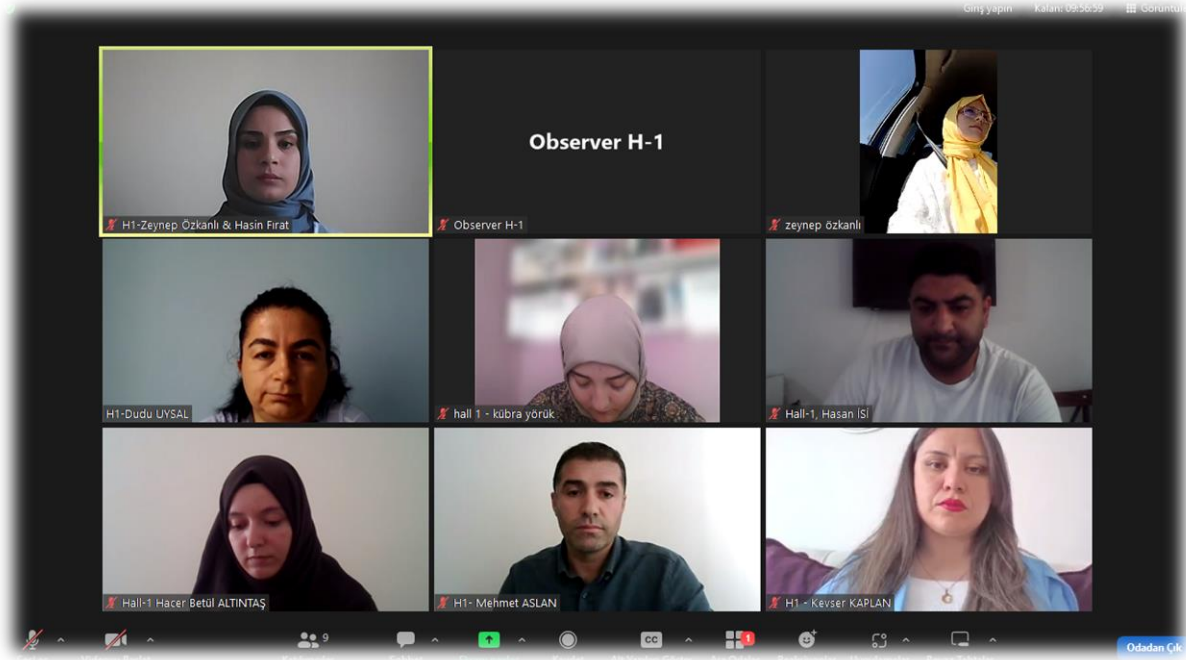 Giriş yapın Kalan: 09:56:59 Görüntüle
Observer H-1
H1-Zeynep Özkanlı & Hasin Fırat
Observer H-1
zeynep özkanlı
H1-Dudu UYSAL
hall 1 - kübra yörük
Hall-1, Hasan İSİ
Hall-1 Hacer Betül ALTINTAŞ
H1- Mehmet ASLAN
H1 - Kevser KAPLAN
9
CC
1
Odadan Çık